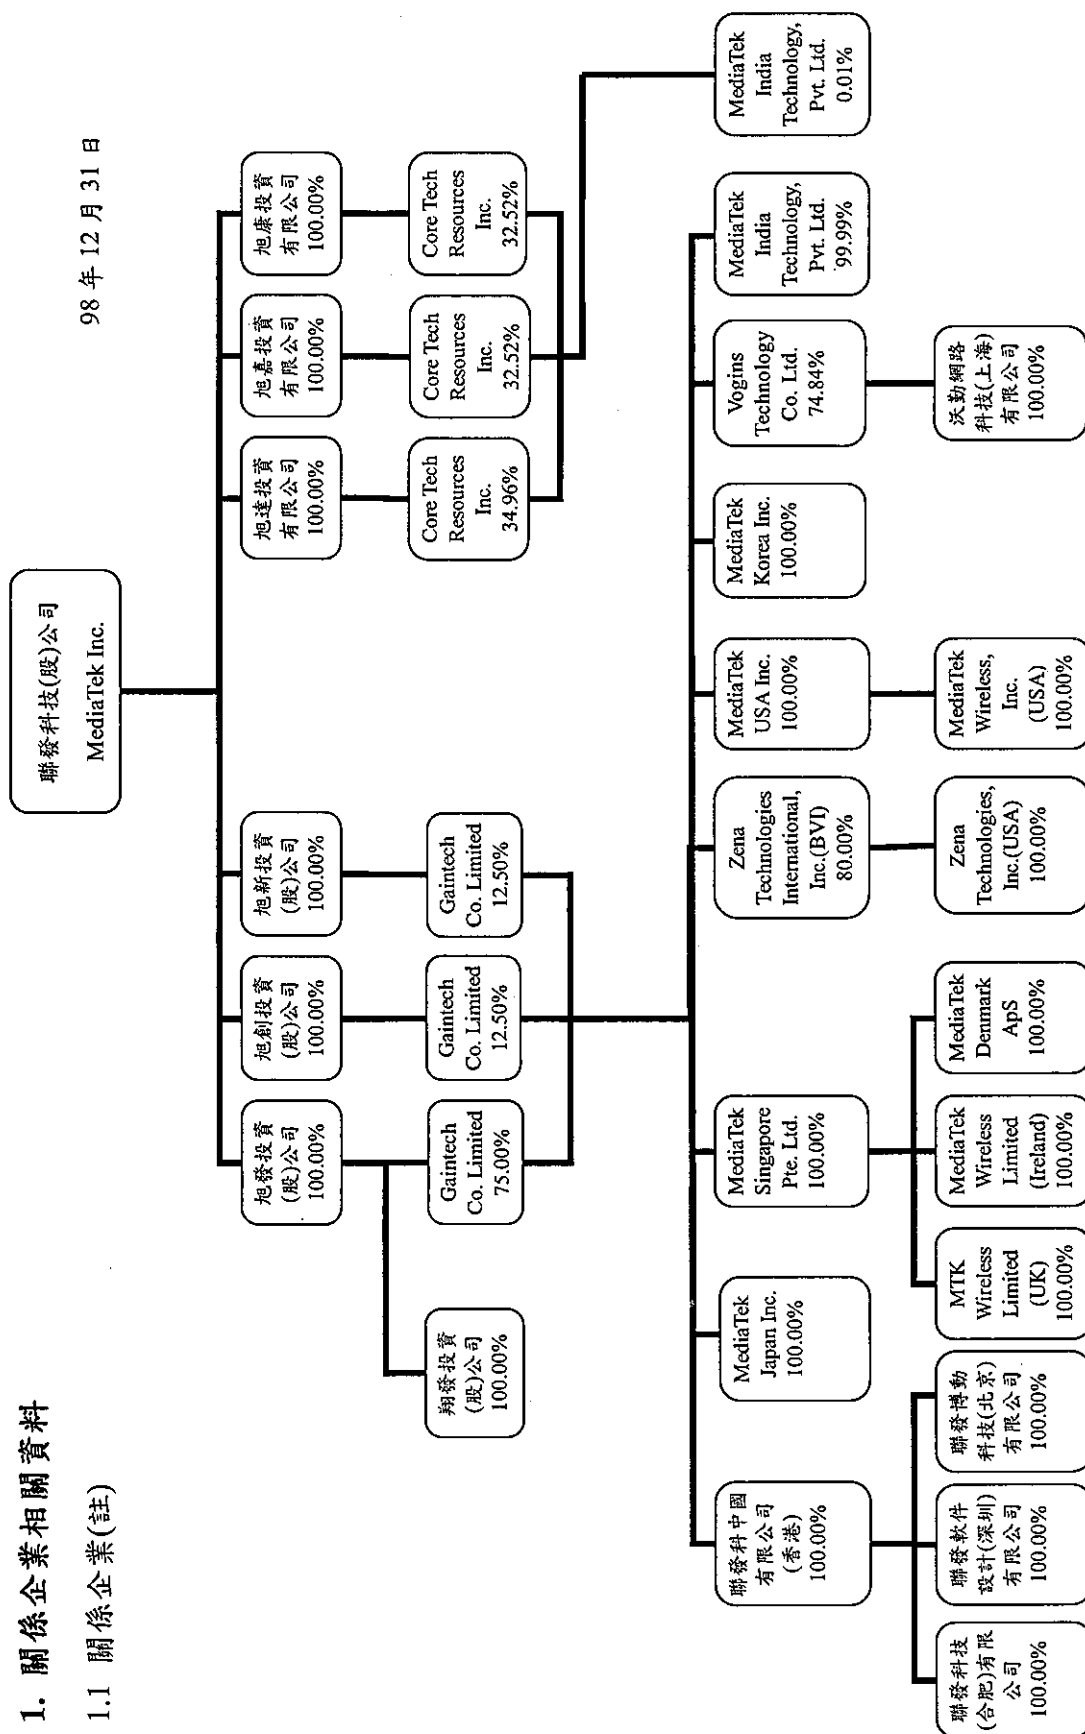 1. 關係企業相關資料
1.1 關係企業(註)
98 年 12 月 31 日
聯發科技(股)公司
MediaTek Inc.
旭發投資
(股)公司
100.00%
旭創投資
(股)公司
100.00%
旭新投資
(股)公司
100.00%
旭達投資
有限公司
100.00%
旭嘉投資
有限公司
100.00%
旭康投資
有限公司
100.00%
翔發投資
(股)公司
100.00%
Gaintech
Co. Limited
75.00%
Gaintech
Co. Limited
12.50%
Gaintech
Co. Limited
12.50%
Core Tech
Resources
Inc.
34.96%
Core Tech
Resources
Inc.
32.52%
Core Tech
Resources
Inc.
32.52%
聯發科中國
有限公司
(香港)
100.00%
MediaTek
Japan Inc.
100.00%
MediaTek
Singapore
Pte. Ltd.
100.00%
Zena
Technologies
International,
Inc.(BVI)
80.00%
MediaTek
USA Inc.
100.00%
MediaTek
Korea Inc.
100.00%
Vogins
Technology
Co. Ltd.
74.84%
MediaTek
India
Technology,
Pvt. Ltd.
99.99%
MediaTek
India
Technology,
Pvt. Ltd.
0.01%
聯發科技
(合肥)有限
公司
100.00%
聯發軟件
設計(深圳)
有限公司
100.00%
聯發博動
科技(北京)
有限公司
100.00%
MTK
Wireless
Limited
(UK)
100.00%
MediaTek
Wireless
Limited
(Ireland)
100.00%
MediaTek
Denmark
ApS
100.00%
Zena
Technologies,
Inc.(USA)
100.00%
MediaTek
Wireless,
Inc.
(USA)
100.00%
沃勤網路
科技(上海)
有限公司
100.00%